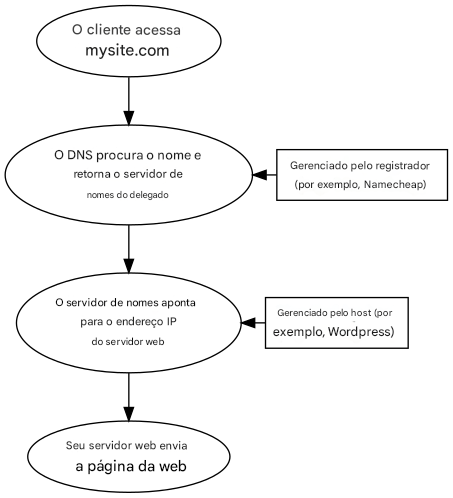 O cliente acessa
mysite.com
O DNS procura o nome e
retorna o servidor de
nomes do delegado
Gerenciado pelo registrador
(por exemplo, Namecheap)
O servidor de nomes aponta
para o endereço IP
do servidor web
Gerenciado pelo host (por
exemplo, Wordpress)
Seu servidor web envia
a página da web